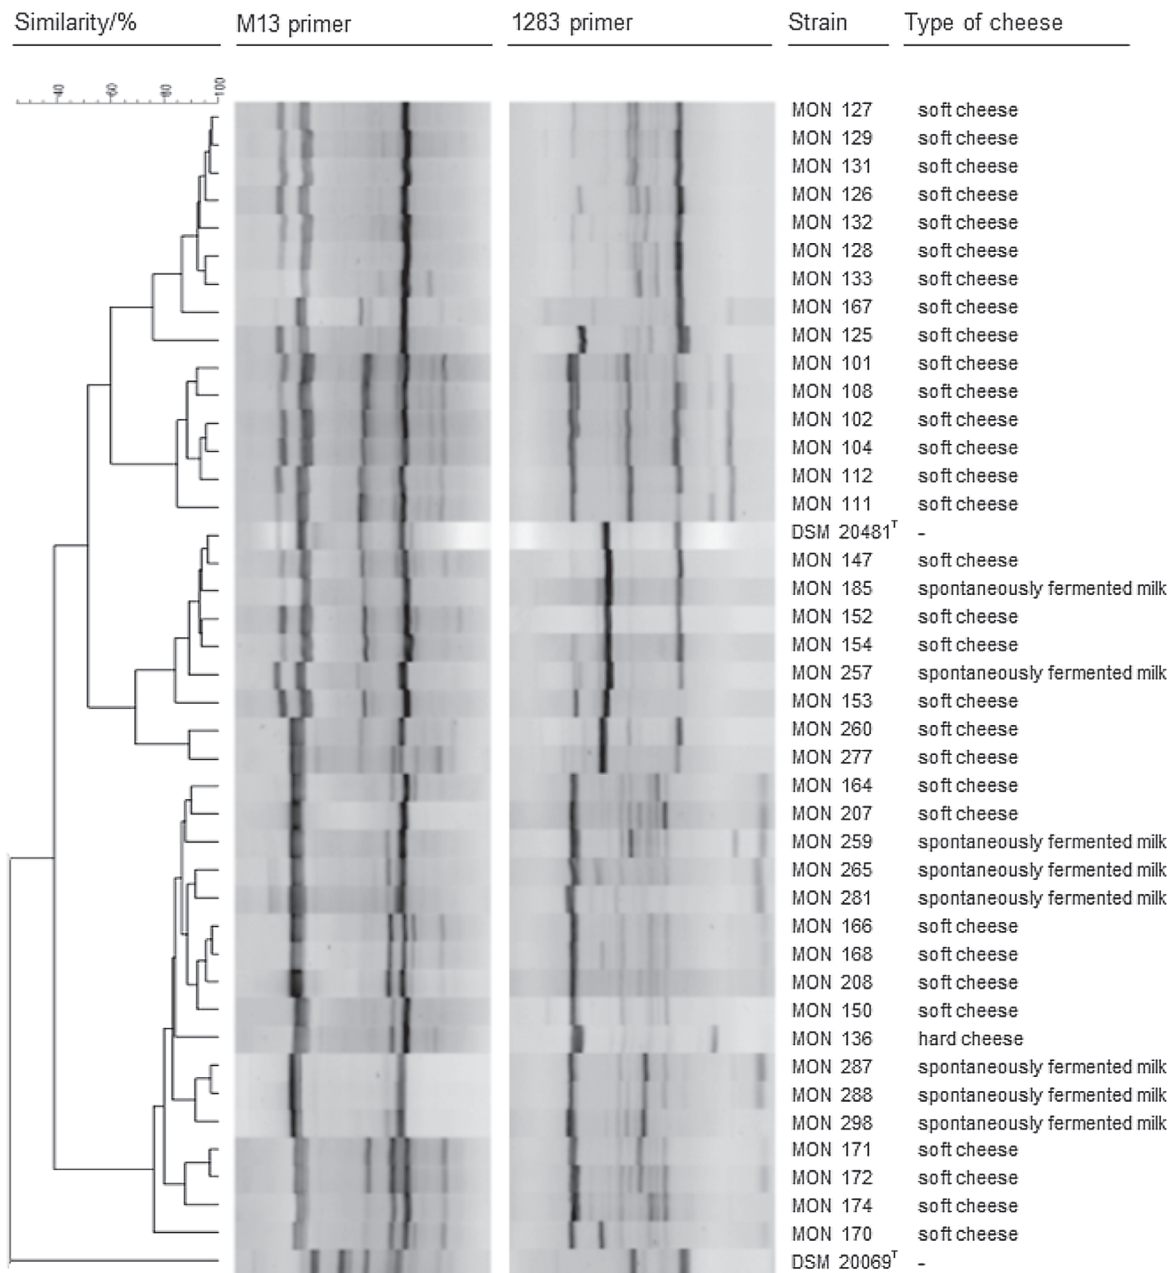 Similarity/% M13 primer 1283 primer Strain Type of cheese
40 60 80 100
MON 127 soft cheese
MON 129 soft cheese
MON 131 soft cheese
MON 126 soft cheese
MON 132 soft cheese
MON 128 soft cheese
MON 133 soft cheese
MON 167 soft cheese
MON 125 soft cheese
MON 101 soft cheese
MON 108 soft cheese
MON 102 soft cheese
MON 104 soft cheese
MON 112 soft cheese
MON 111 soft cheese
DSM 20481ᵀ -
MON 147 soft cheese
MON 185 spontaneously fermented milk
MON 152 soft cheese
MON 154 soft cheese
MON 257 spontaneously fermented milk
MON 153 soft cheese
MON 260 soft cheese
MON 277 soft cheese
MON 164 soft cheese
MON 207 soft cheese
MON 259 spontaneously fermented milk
MON 265 spontaneously fermented milk
MON 281 spontaneously fermented milk
MON 166 soft cheese
MON 168 soft cheese
MON 208 soft cheese
MON 150 soft cheese
MON 136 hard cheese
MON 287 spontaneously fermented milk
MON 288 spontaneously fermented milk
MON 298 spontaneously fermented milk
MON 171 soft cheese
MON 172 soft cheese
MON 174 soft cheese
MON 170 soft cheese
DSM 20069ᵀ -